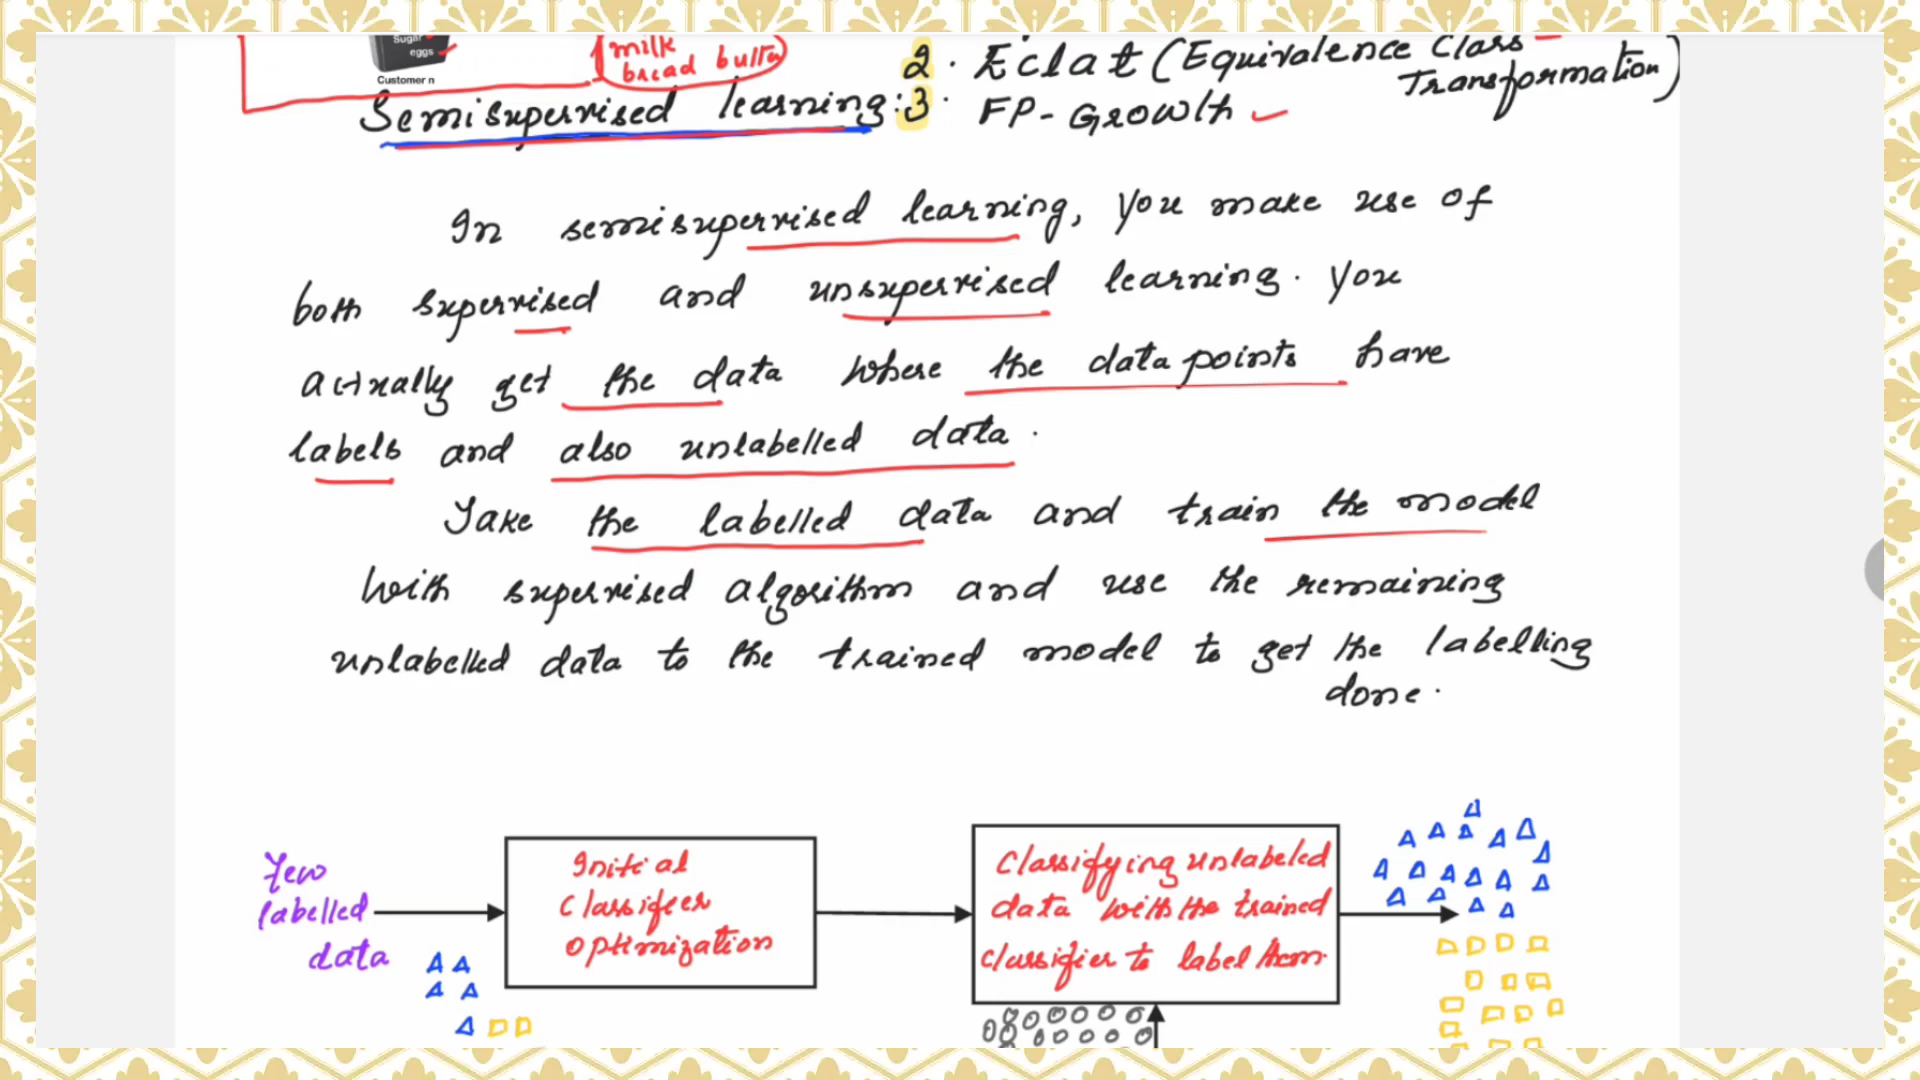 Sugar
eggs
Customer n
milk
bread butter
2. Eclat (Equivalence Class
Transformation)
Semisupervised learning:
3. FP-Growth
In semisupervised learning, you make use of
both supervised and unsupervised learning. You
actually get the data where the data points have
labels and also unlabelled data.
Take the labelled data and train the model
with supervised algorithm and use the remaining
unlabelled data to the trained model to get the labelling
done.
Few
labelled
data
Initial
Classifier
optimization
Classifying unlabeled
data with the trained
classifier to label them.